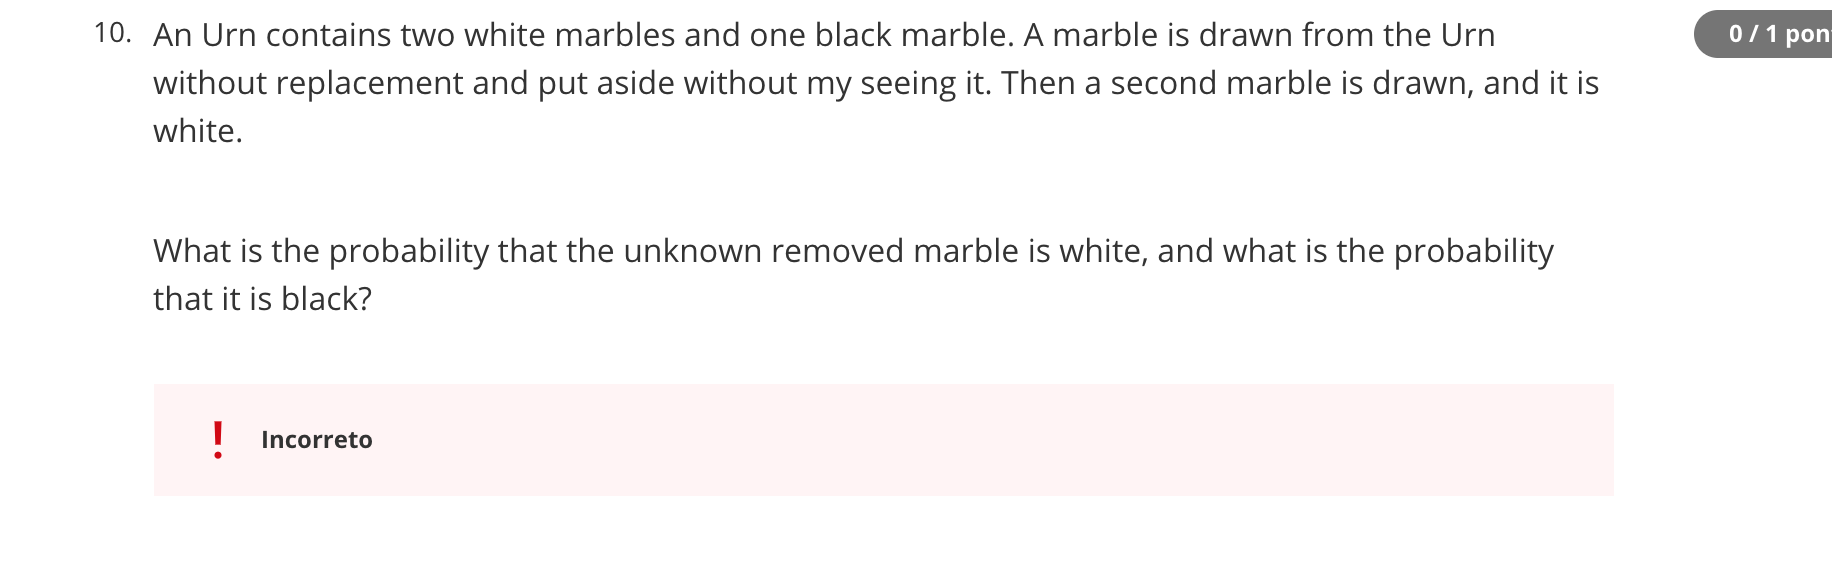 10. An Urn contains two white marbles and one black marble. A marble is drawn from the Urn
0 / 1 pon
without replacement and put aside without my seeing it. Then a second marble is drawn, and it is
white.
What is the probability that the unknown removed marble is white, and what is the probability
that it is black?
! Incorreto